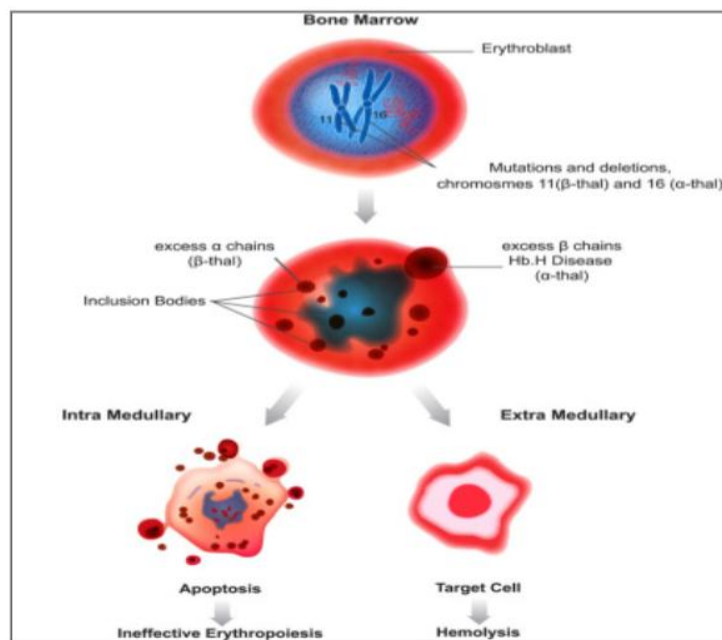 Bone Marrow
Erythroblast
11
16
Mutations and deletions,
chromosmes 11(β-thal) and 16 (α-thal)
excess α chains
(β-thal)
excess β chains
Hb.H Disease
(α-thal)
Inclusion Bodies
Intra Medullary
Extra Medullary
Apoptosis
Target Cell
Ineffective Erythropoiesis
Hemolysis